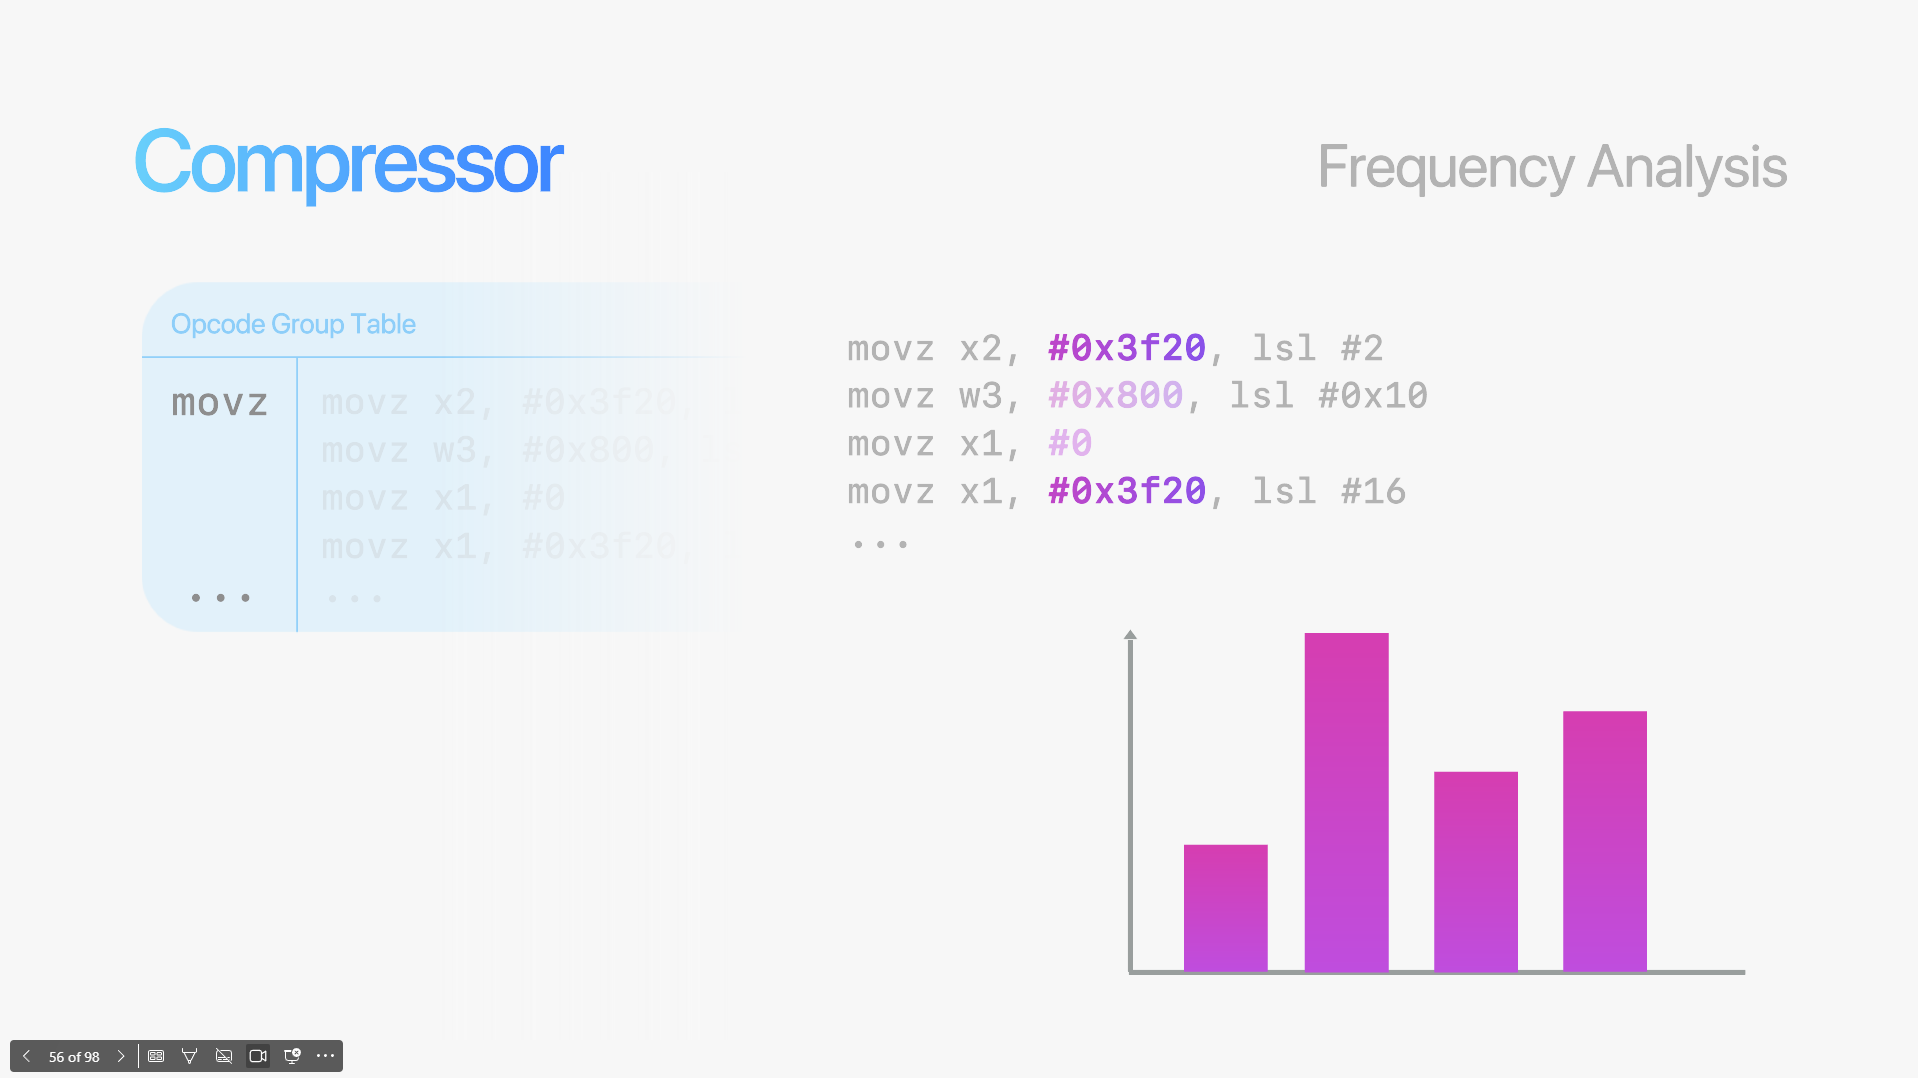 Compressor
Frequency Analysis
Opcode Group Table
movz
movz x2, #0x3f20,
movz w3, #0x800, l
movz x1, #0
movz x1, #0x3f20,
...
...
movz x2, #0x3f20, lsl #2
movz w3, #0x800, lsl #0x10
movz x1, #0
movz x1, #0x3f20, lsl #16
...
56 of 98